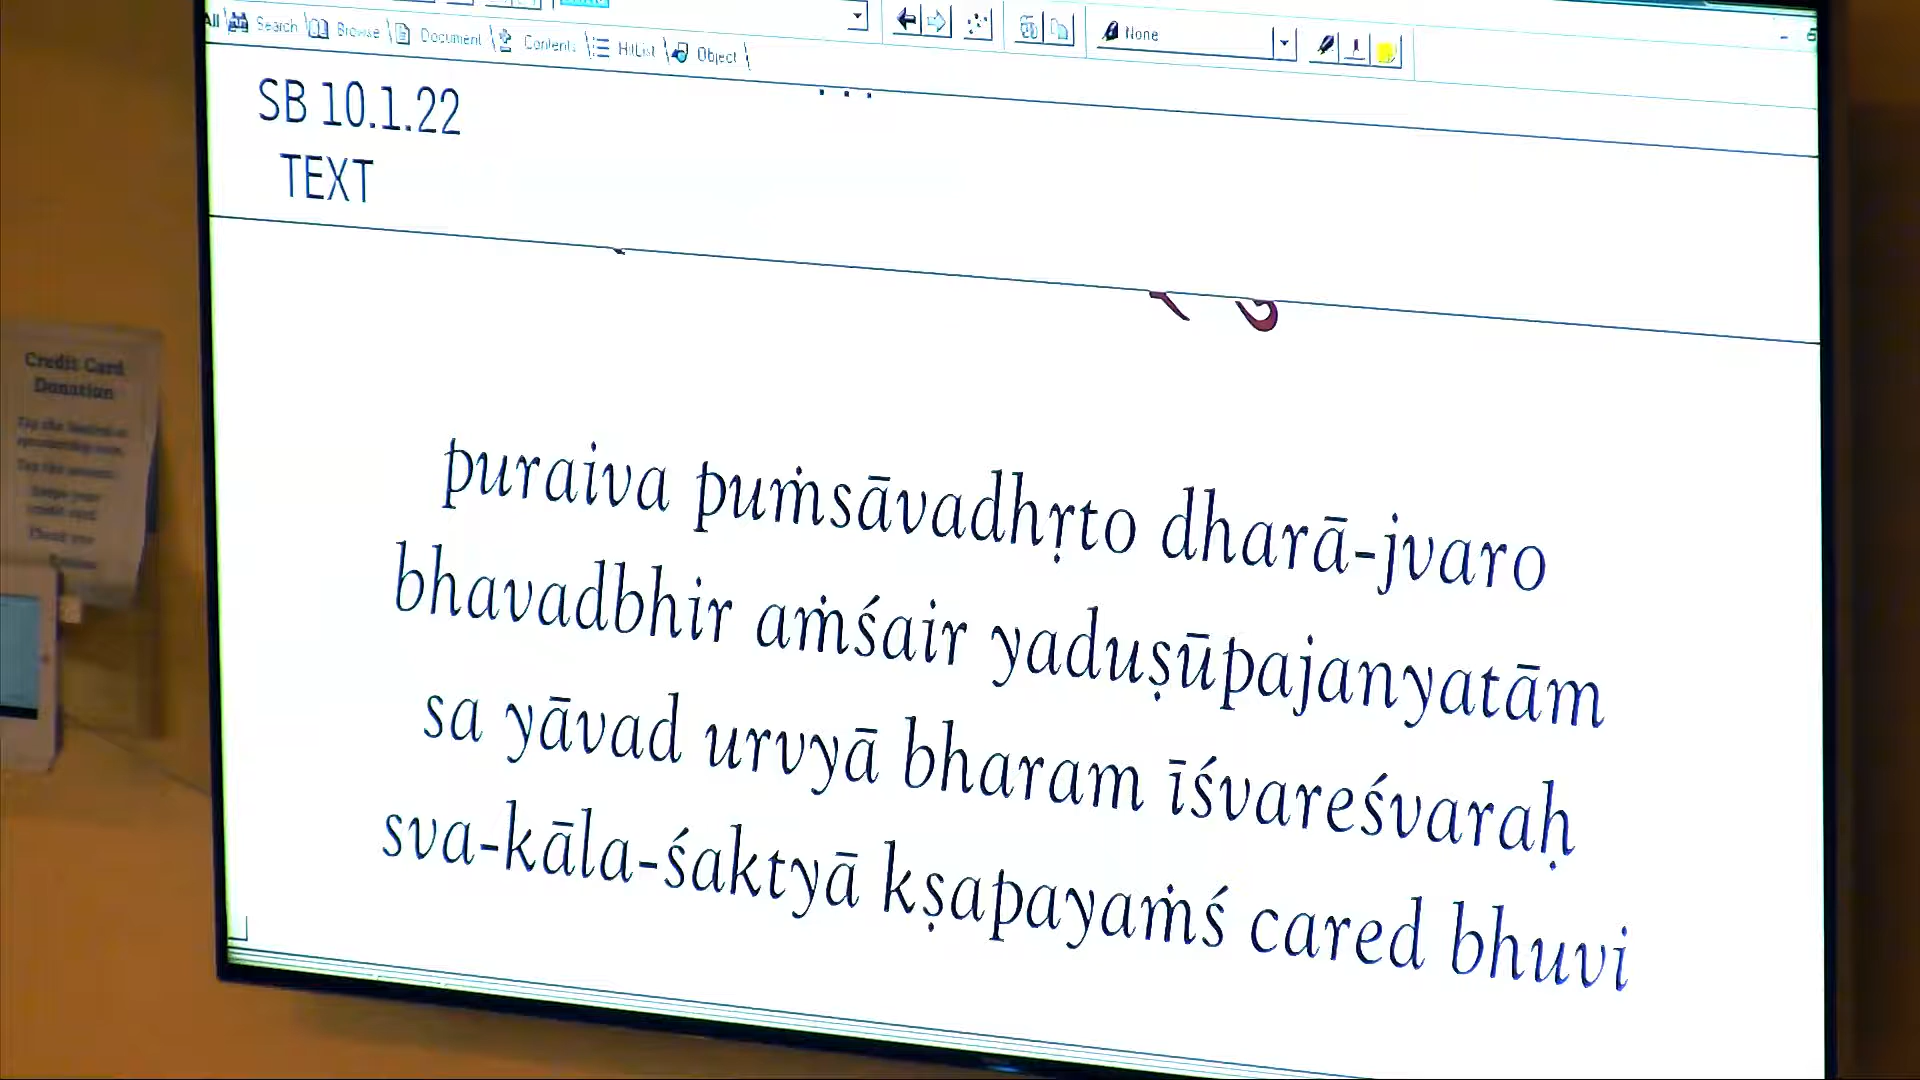 All Search Browse Document Contents HitList Object
None
SB 10.1.22
TEXT
puraiva puṁsāvadhṛto dharā-jvaro
bhavadbhir aṁśair yaduṣūpajanyatām
sa yāvad urvyā bharam īśvareśvaraḥ
sva-kāla-śaktyā kṣapayaṁś cared bhuvi
Credit Card
Donation